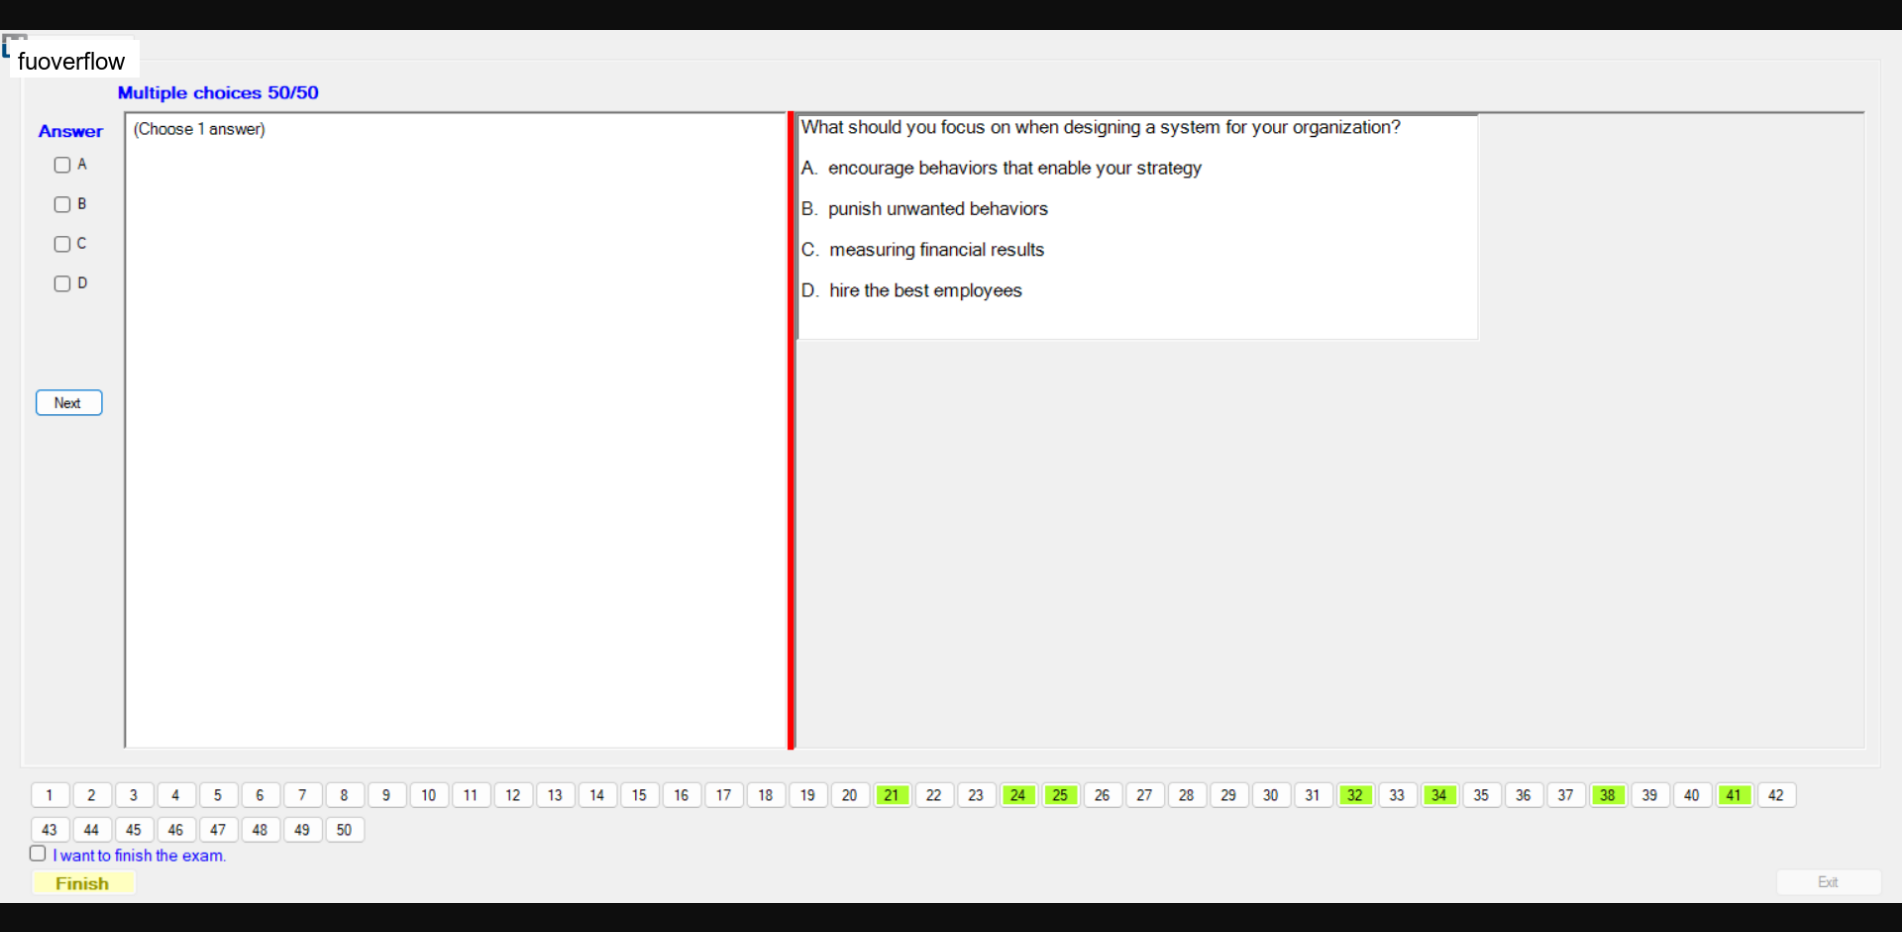 fuoverflow
Multiple choices 50/50
Answer
(Choose 1 answer)
A
B
C
D
Next
What should you focus on when designing a system for your organization?
A. encourage behaviors that enable your strategy
B. punish unwanted behaviors
C. measuring financial results
D. hire the best employees
1 2 3 4 5 6 7 8 9 10 11 12 13 14 15 16 17 18 19 20 21 22 23 24 25 26 27 28 29 30 31 32 33 34 35 36 37 38 39 40 41 42
43 44 45 46 47 48 49 50
I want to finish the exam.
Finish
Exit